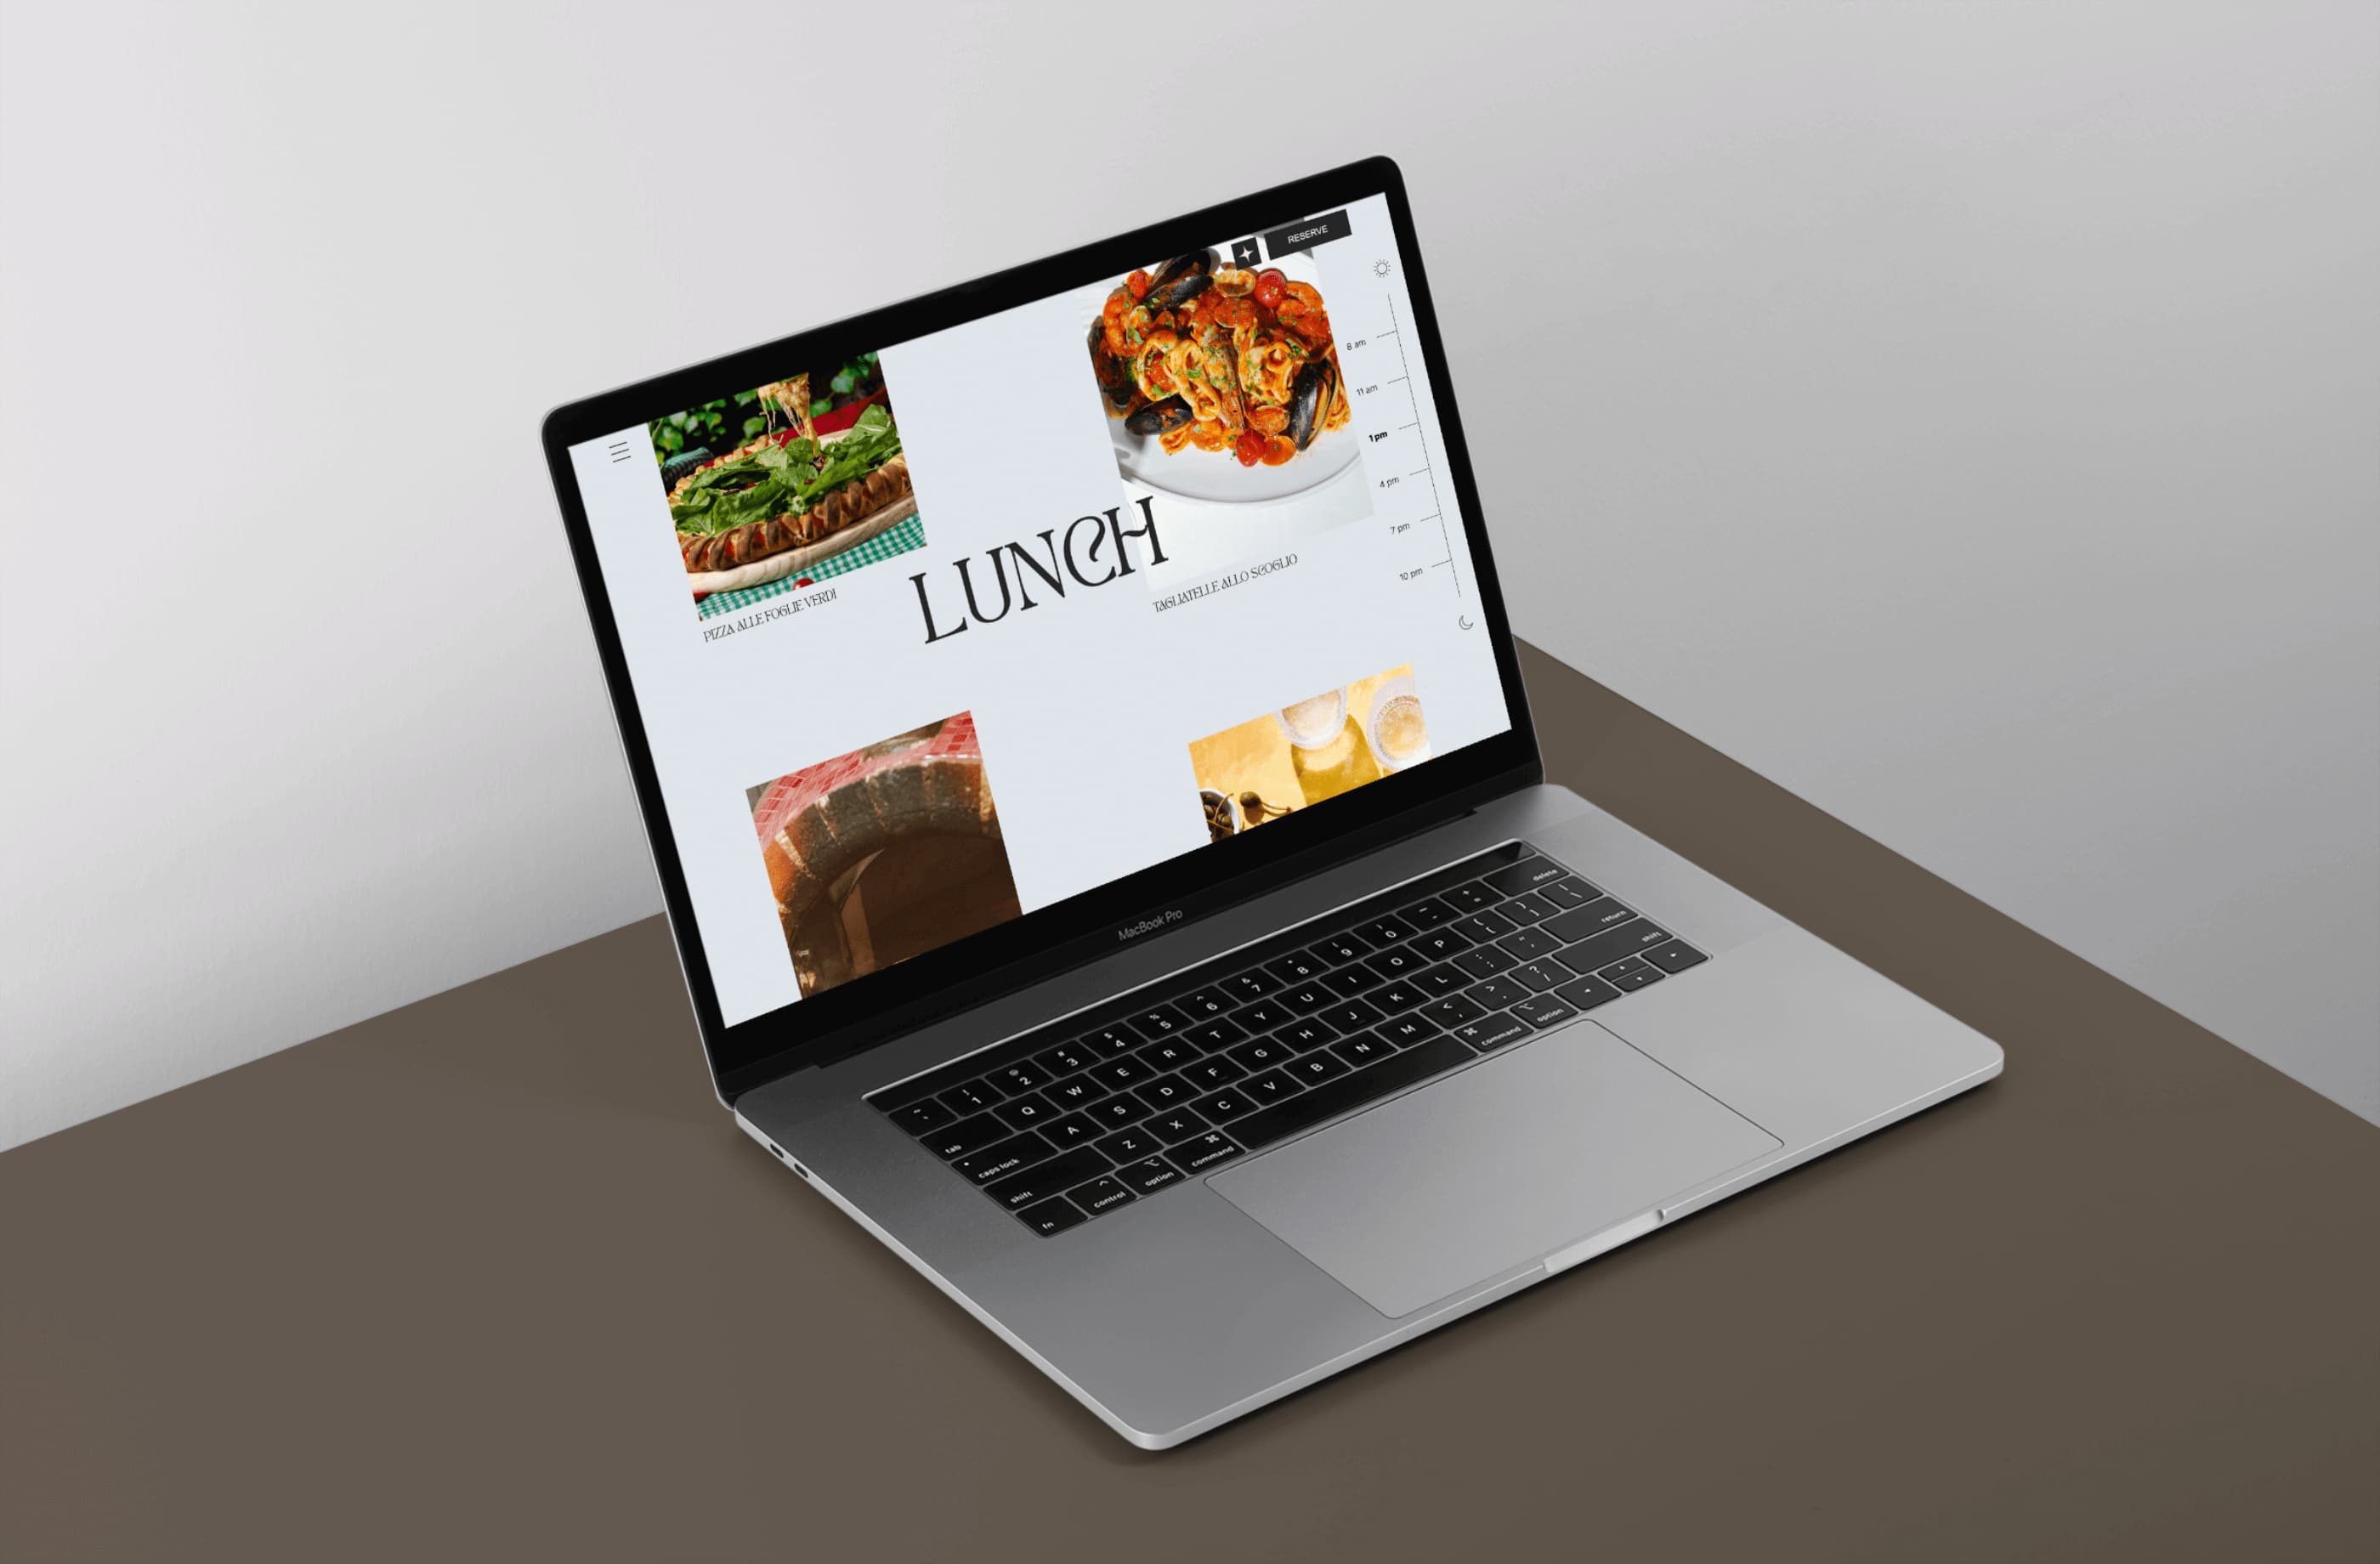 RESERVE
8 am
11 am
1 pm
4 pm
7 pm
10 pm
PIZZA ALLE FOGLIE VERDI
LUNCH
TAGLIATELLE ALLO SCOGLIO
MacBook Pro
~ ` ! 1 @ 2 # 3 $ 4 % 5 ^ 6 & 7 * 8 ( 9 ) 0 _ - + = delete
tab Q W E R T Y U I O P { [ } ] | \
caps lock A S D F G H J K L : ; " ' return
shift Z X C V B N M < , > . ? / shift
fn control option command command option